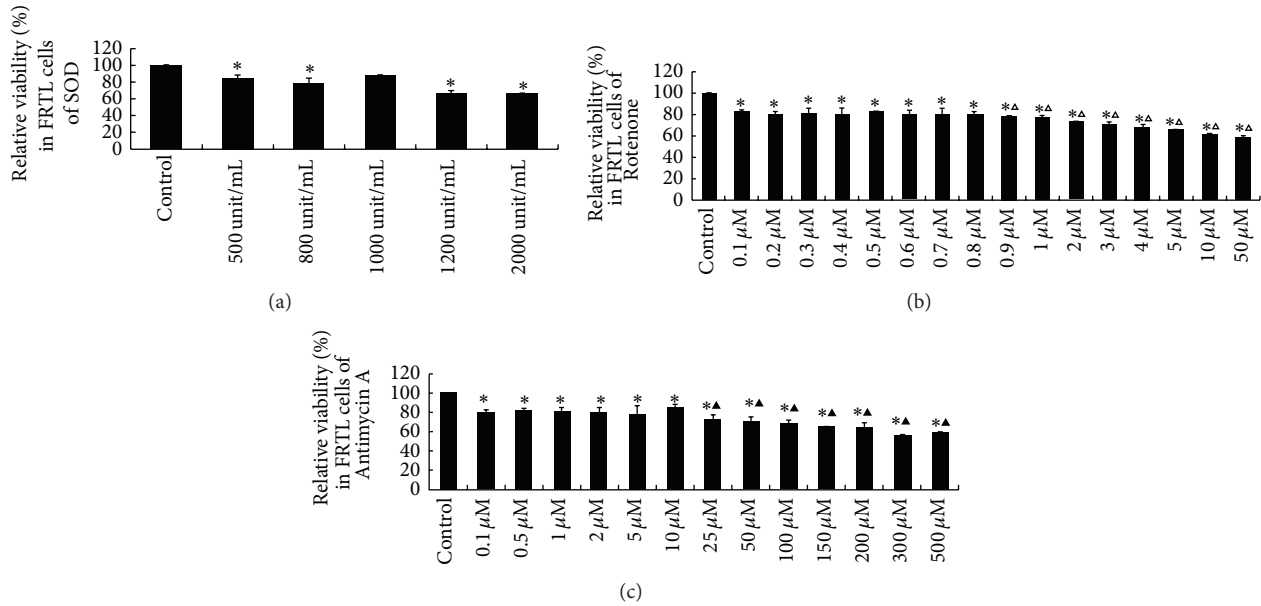 Relative viability (%)
in FRTL cells
of SOD
120
100
80
60
40
20
0
* * * *
Control
500 unit/mL
800 unit/mL
1000 unit/mL
1200 unit/mL
2000 unit/mL
(a)
Relative viability (%)
in FRTL cells of
Rotenone
120
100
80
60
40
20
0
* * * * * * * * *△ *△ *△ *△ *△ *△ *△ *△
Control
0.1 μM
0.2 μM
0.3 μM
0.4 μM
0.5 μM
0.6 μM
0.7 μM
0.8 μM
0.9 μM
1 μM
2 μM
3 μM
4 μM
5 μM
10 μM
50 μM
(b)
Relative viability (%)
in FRTL cells of
Antimycin A
120
100
80
60
40
20
0
* * * * * * *▲ *▲ *▲ *▲ *▲ *▲ *▲
Control
0.1 μM
0.5 μM
1 μM
2 μM
5 μM
10 μM
25 μM
50 μM
100 μM
150 μM
200 μM
300 μM
500 μM
(c)